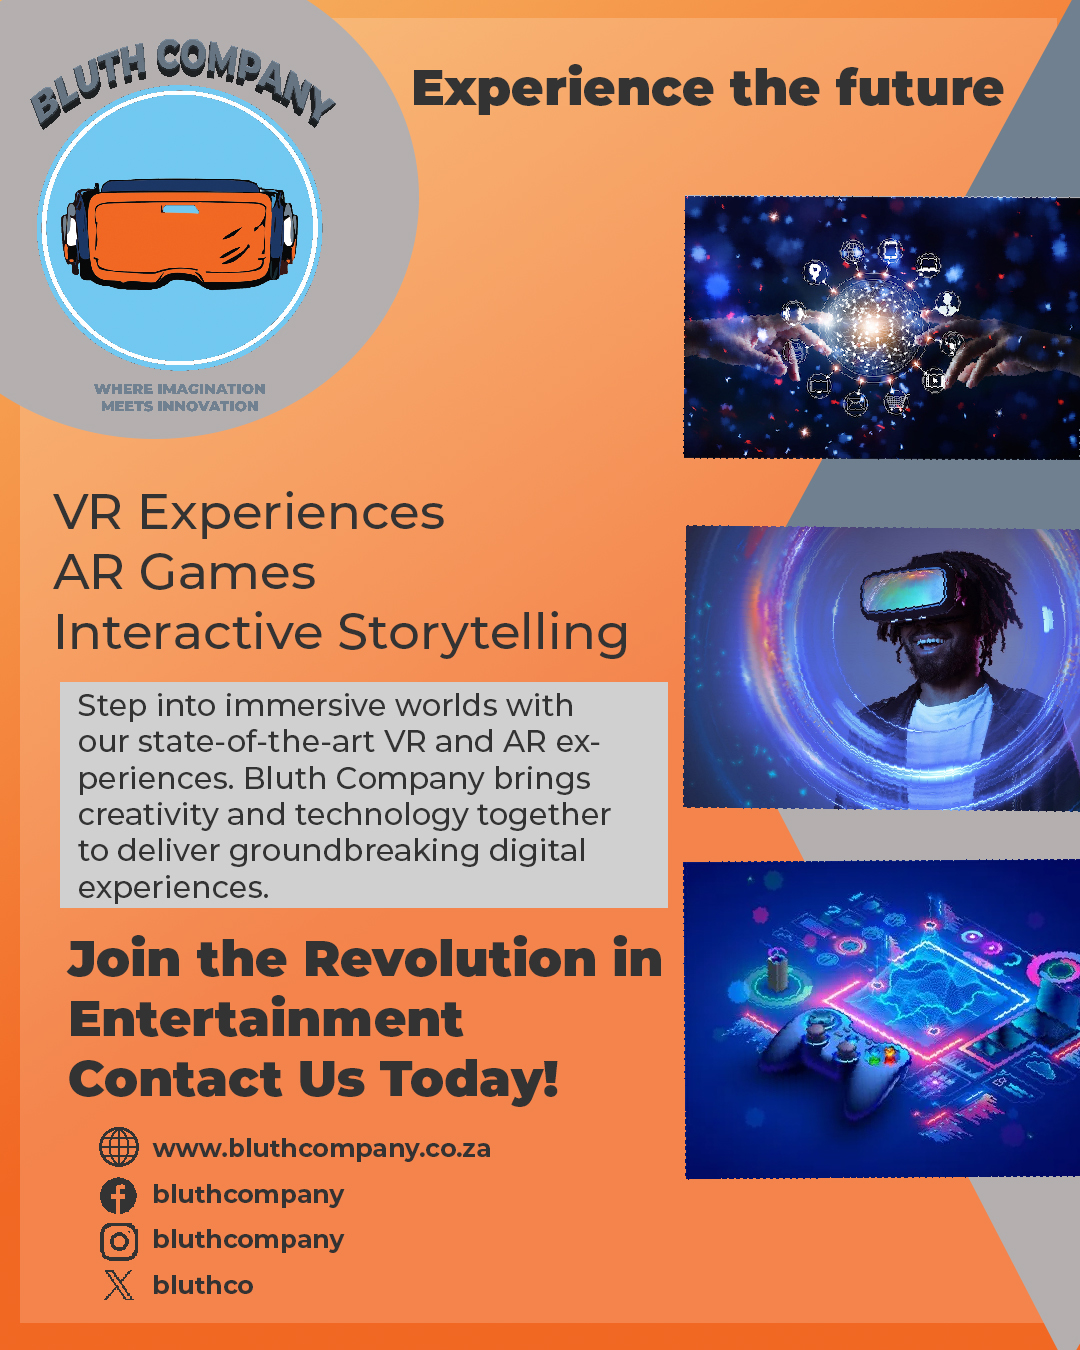 BLUTH COMPANY
WHERE IMAGINATION
MEETS INNOVATION
Experience the future
VR Experiences
AR Games
Interactive Storytelling
Step into immersive worlds with
our state-of-the-art VR and AR ex-
periences. Bluth Company brings
creativity and technology together
to deliver groundbreaking digital
experiences.
Join the Revolution in
Entertainment
Contact Us Today!
www.bluthcompany.co.za
bluthcompany
bluthcompany
bluthco